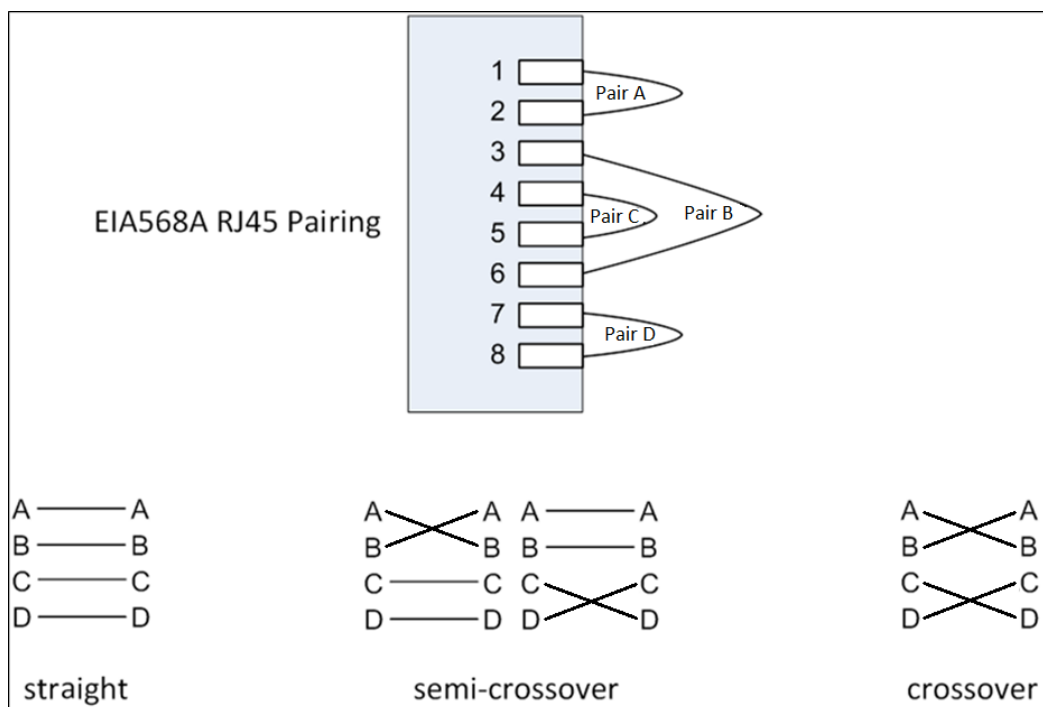 1
Pair A
2
3
4
EIA568A RJ45 Pairing
Pair C
Pair B
5
6
7
Pair D
8
A A A A A A A A
B B B B B B B B
C C C C C C C C
D D D D D D D D
straight semi-crossover crossover